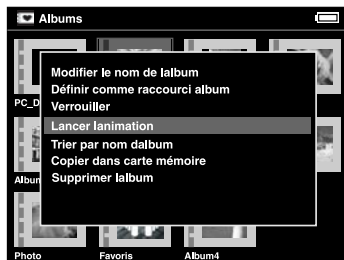 Albums
Modifier le nom de lalbum
Définir comme raccourci album
Verrouiller
Lancer lanimation
Trier par nom dalbum
Copier dans carte mémoire
Supprimer lalbum
PC_D
Album
Photo
Favoris
Album4